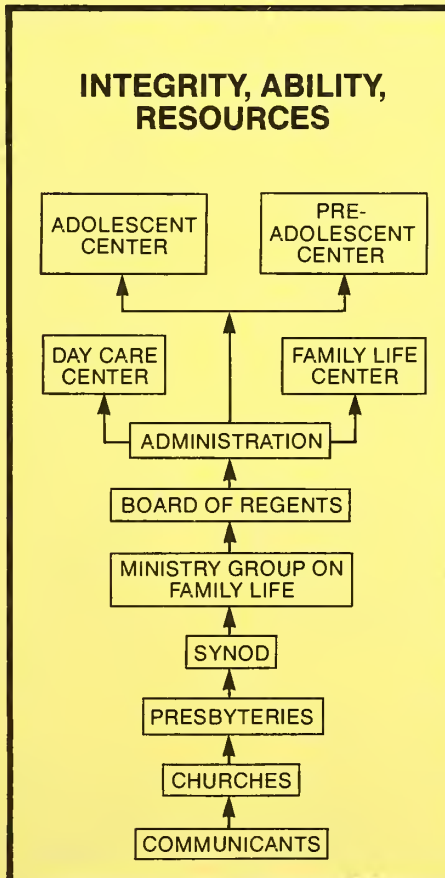 INTEGRITY, ABILITY,
RESOURCES
ADOLESCENT
CENTER
PRE-
ADOLESCENT
CENTER
DAY CARE
CENTER
FAMILY LIFE
CENTER
ADMINISTRATION
BOARD OF REGENTS
MINISTRY GROUP ON
FAMILY LIFE
SYNOD
PRESBYTERIES
CHURCHES
COMMUNICANTS